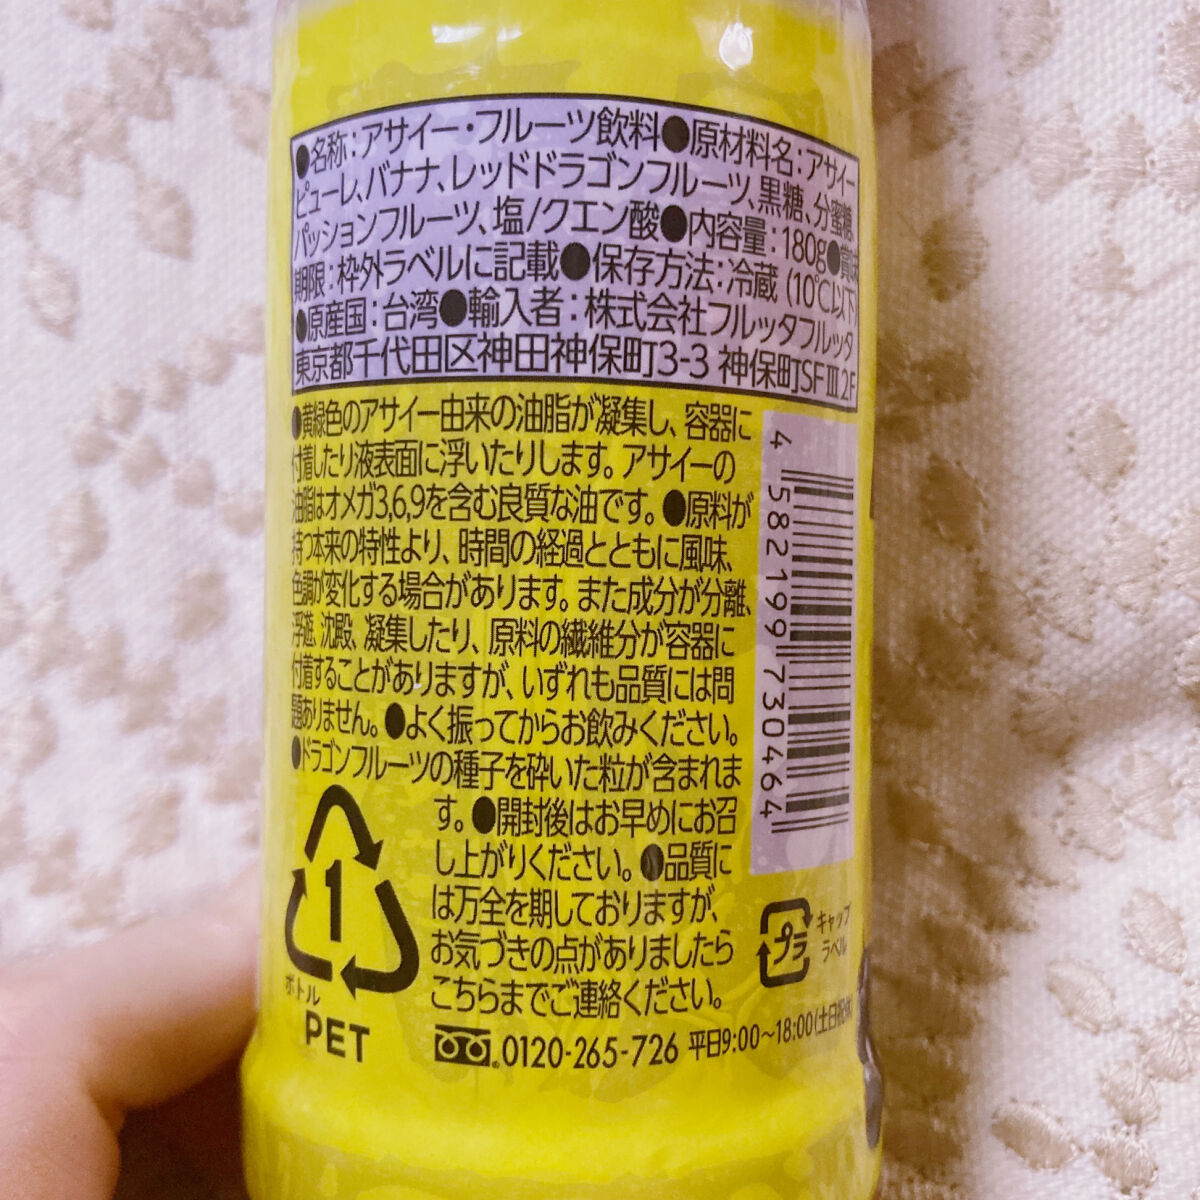 ●名称：アサイー・フルーツ飲料●原材料名：アサイー
ピューレ、バナナ、レッドドラゴンフルーツ、黒糖、分蜜糖、
パッションフルーツ、塩/クエン酸●内容量：180g●賞味
期限：枠外ラベルに記載●保存方法：冷蔵(10℃以下)
●原産国：台湾●輸入者：株式会社フルッタフルッタ
東京都千代田区神田神保町3-3 神保町SFⅢ2F
●黄緑色のアサイー由来の油脂が凝集し、容器に
付着したり液表面に浮いたりします。アサイーの
油脂はオメガ3,6,9を含む良質な油です。●原料が
持つ本来の特性より、時間の経過とともに風味、
色調が変化する場合があります。また成分が分離、
浮遊、沈殿、凝集したり、原料の繊維分が容器に
付着することがありますが、いずれも品質には問
題ありません。●よく振ってからお飲みください。
●ドラゴンフルーツの種子を砕いた粒が含まれま
す。●開封後はお早めにお召
し上がりください。●品質に
は万全を期しておりますが、
お気づきの点がありましたら
こちらまでご連絡ください。
0120-265-726 平日9:00～18:00(土日祝休)
1
ボトル
PET
4 582199 730464
プラ
キャップ
ラベル